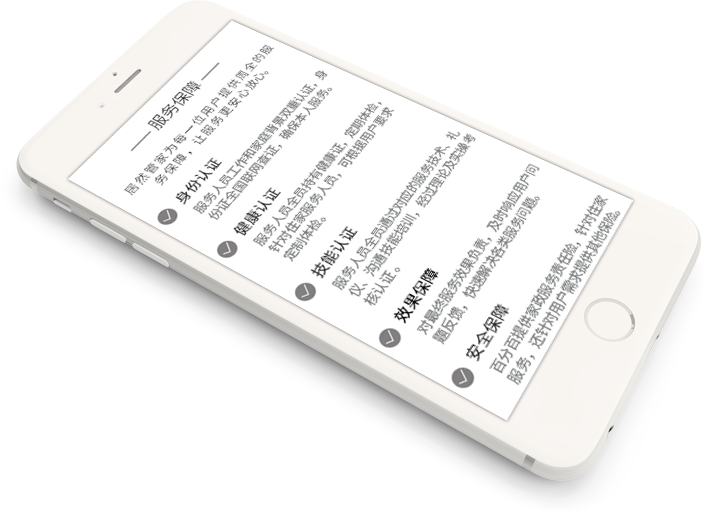 服务保障
居然管家为每一位用户提供周全的服
务保障，让服务更安心放心。
身份认证
服务人员工作和家庭背景双重认证，身
份证全国联网查证，确保本人服务。
健康认证
服务人员全员持有健康证，定期体检，
针对住家服务人员，可根据用户要求
定制体检。
技能认证
服务人员全员通过对应的服务技术、礼
仪、沟通技能培训，经过理论及实操考
核认证。
效果保障
对最终服务效果负责，及时响应用户问
题反馈，快速解决各类服务问题。
安全保障
百分百提供家政服务责任险，针对住家
服务，还针对用户需求提供其他保险。